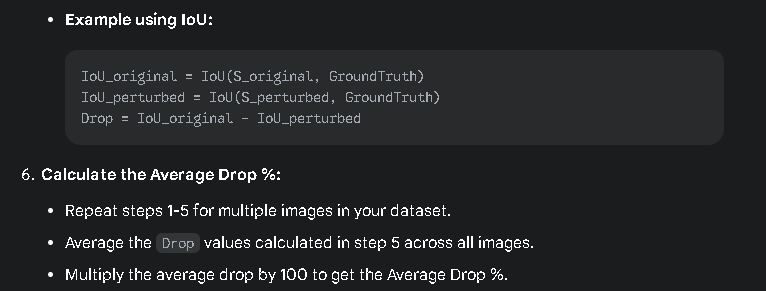 • Example using IoU:
IoU_original = IoU(S_original, GroundTruth)
IoU_perturbed = IoU(S_perturbed, GroundTruth)
Drop = IoU_original - IoU_perturbed
6. Calculate the Average Drop %:
• Repeat steps 1-5 for multiple images in your dataset.
• Average the Drop values calculated in step 5 across all images.
• Multiply the average drop by 100 to get the Average Drop %.